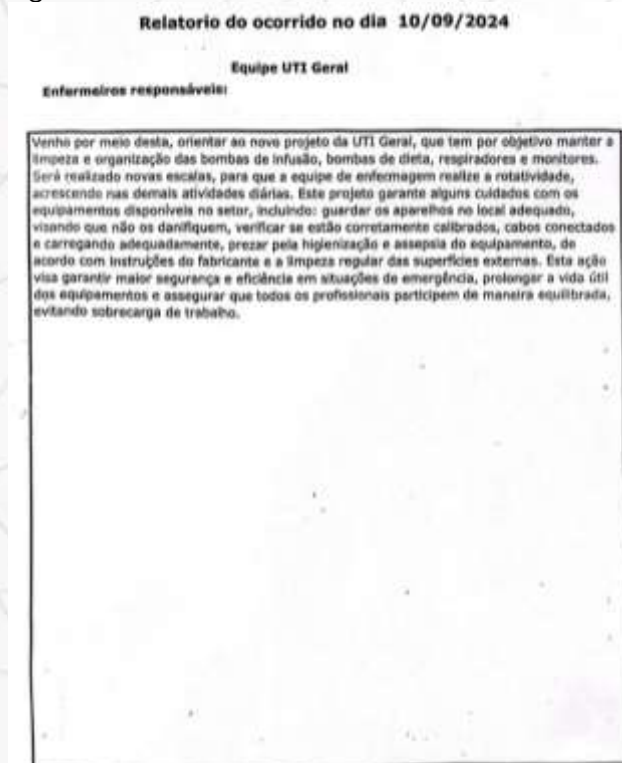 Relatorio do ocorrido no dia 10/09/2024
Equipe UTI Geral
Enfermeiros responsáveis:
Venho por meio desta, orientar ao novo projeto da UTI Geral, que tem por objetivo manter a
limpeza e organização das bombas de infusão, bombas de dieta, respiradores e monitores.
Será realizado novas escalas, para que a equipe de enfermagem realize a rotatividade,
acrescendo nas demais atividades diárias. Este projeto garante alguns cuidados com os
equipamentos disponíveis no setor, incluindo: guardar os aparelhos no local adequado,
visando que não os danifiquem, verificar se estão corretamente calibrados, cabos conectados
e carregando adequadamente, prezar pela higienização e assepsia do equipamento, de
acordo com instruções do fabricante e a limpeza regular das superfícies externas. Esta ação
visa garantir maior segurança e eficiência em situações de emergência, prolongar a vida útil
dos equipamentos e assegurar que todos os profissionais participem de maneira equilibrada,
evitando sobrecarga de trabalho.